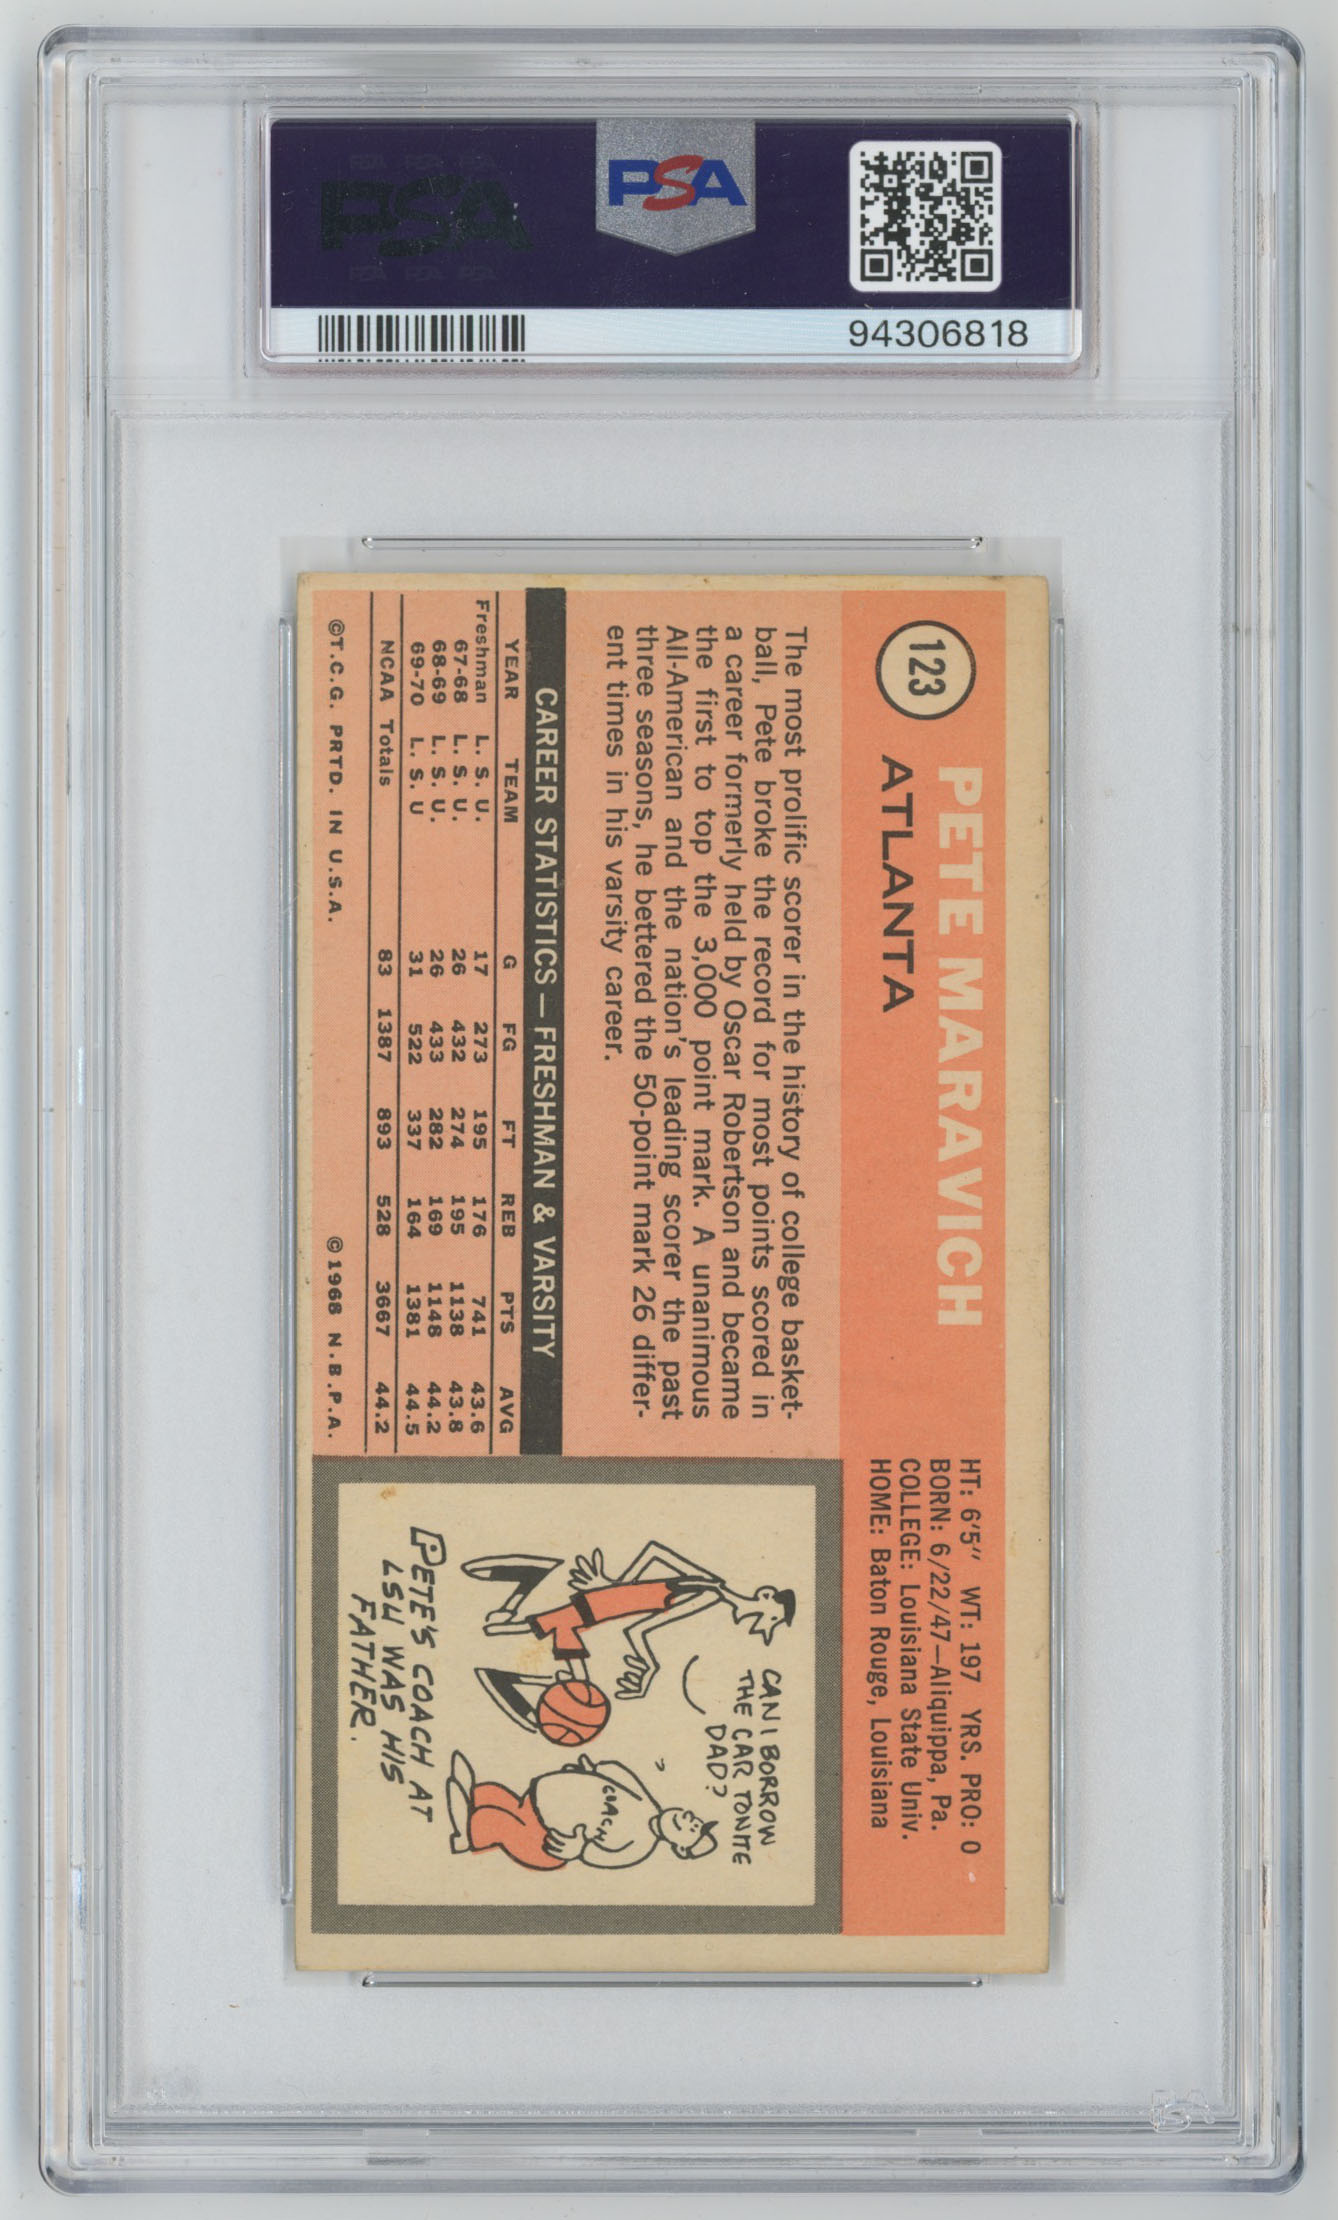 PSA PSA PSA
PSA
PSA PSA PSA
PSA
94306818
123
PETE MARAVICH
ATLANTA
HT: 6'5" WT: 197 YRS. PRO: 0
BORN: 6/22/47—Aliquippa, Pa.
COLLEGE: Louisiana State Univ.
HOME: Baton Rouge, Louisiana
The most prolific scorer in the history of college basket-
ball, Pete broke the record for most points scored in
a career formerly held by Oscar Robertson and became
the first to top the 3,000 point mark. A unanimous
All-American and the nation's leading scorer the past
three seasons, he bettered the 50-point mark 26 differ-
ent times in his varsity career.
CAREER STATISTICS — FRESHMAN & VARSITY
YEAR TEAM G FG FT REB PTS AVG
Freshman L. S. U. 17 273 195 176 741 43.6
67-68 L. S. U. 26 432 274 195 1138 43.8
68-69 L. S. U. 26 433 282 169 1148 44.2
69-70 L. S. U 31 522 337 164 1381 44.5
NCAA Totals 83 1387 893 528 3667 44.2
©T.C.G. PRTD. IN U.S.A. ©1968 N.B.P.A.
CAN I BORROW
THE CAR TONITE
DAD?
COACH
PETE'S COACH AT
LSU WAS HIS
FATHER.
PSA